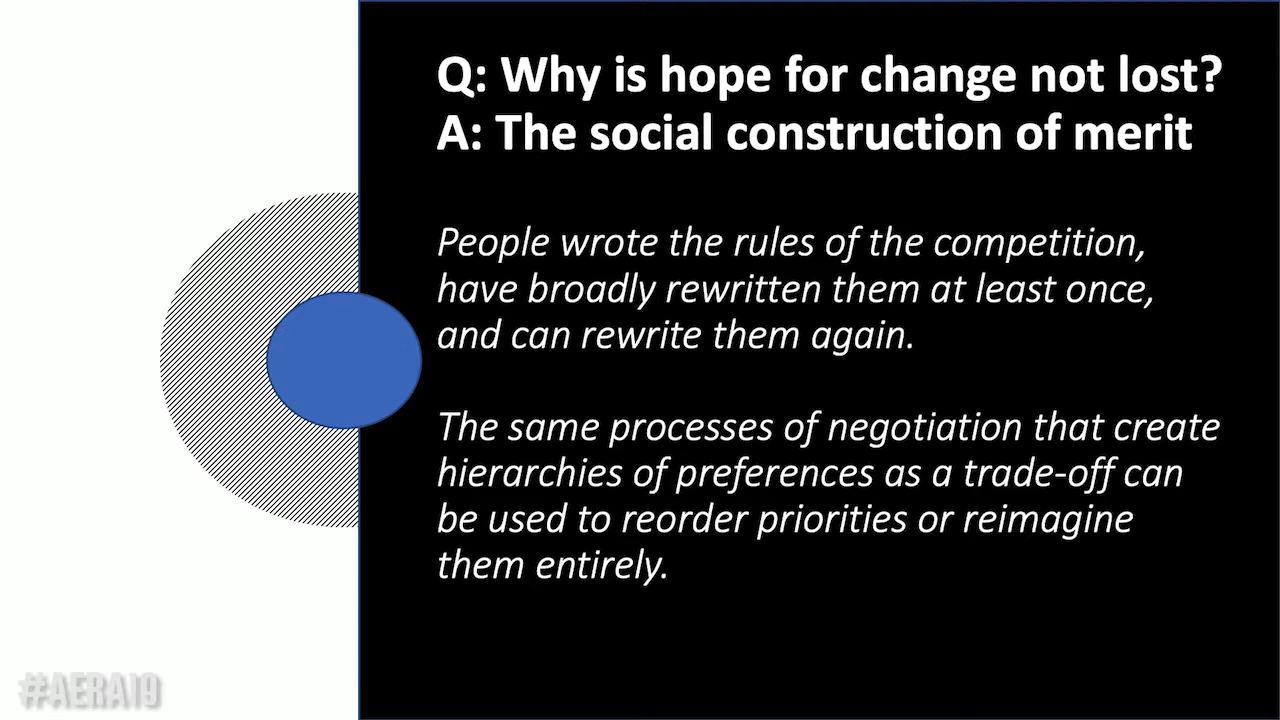 Q: Why is hope for change not lost?
A: The social construction of merit
People wrote the rules of the competition,
have broadly rewritten them at least once,
and can rewrite them again.
The same processes of negotiation that create
hierarchies of preferences as a trade-off can
be used to reorder priorities or reimagine
them entirely.
#AERA19